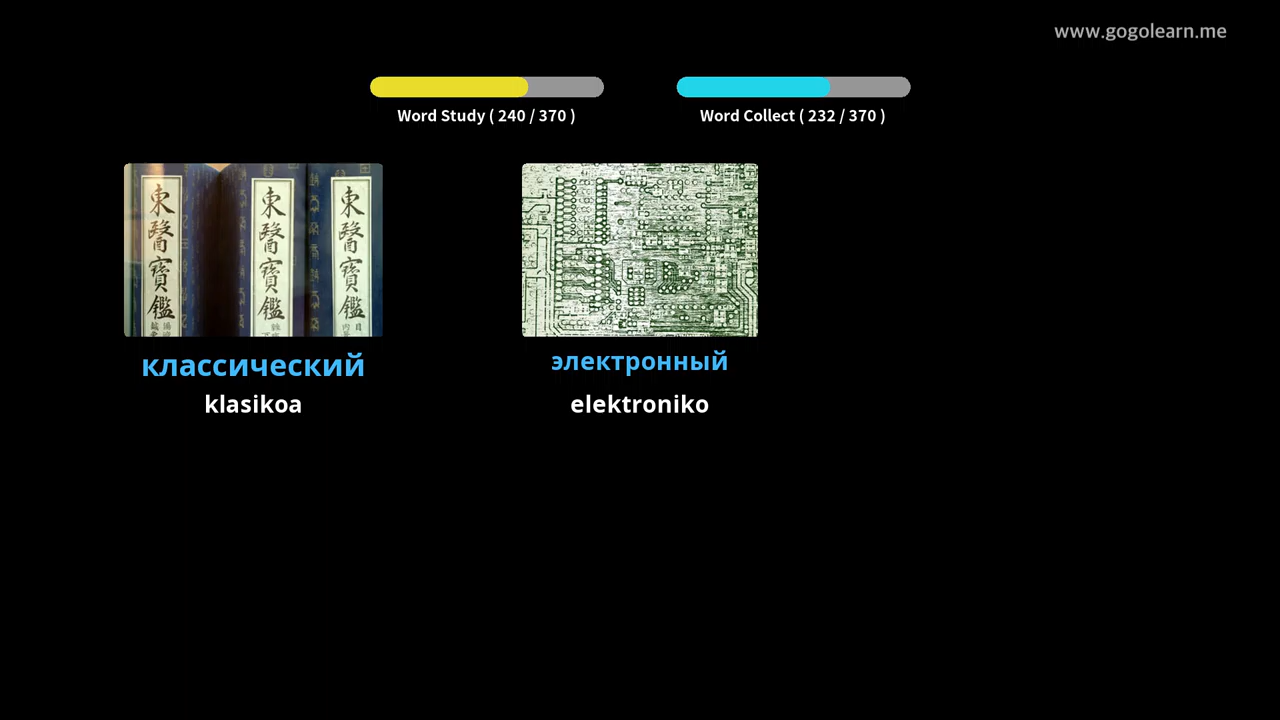 www.gogolearn.me
Word Study ( 240 / 370 )
Word Collect ( 232 / 370 )
東醫寶鑑
東醫寶鑑
東醫寶鑑
классический
электронный
klasikoa
elektroniko